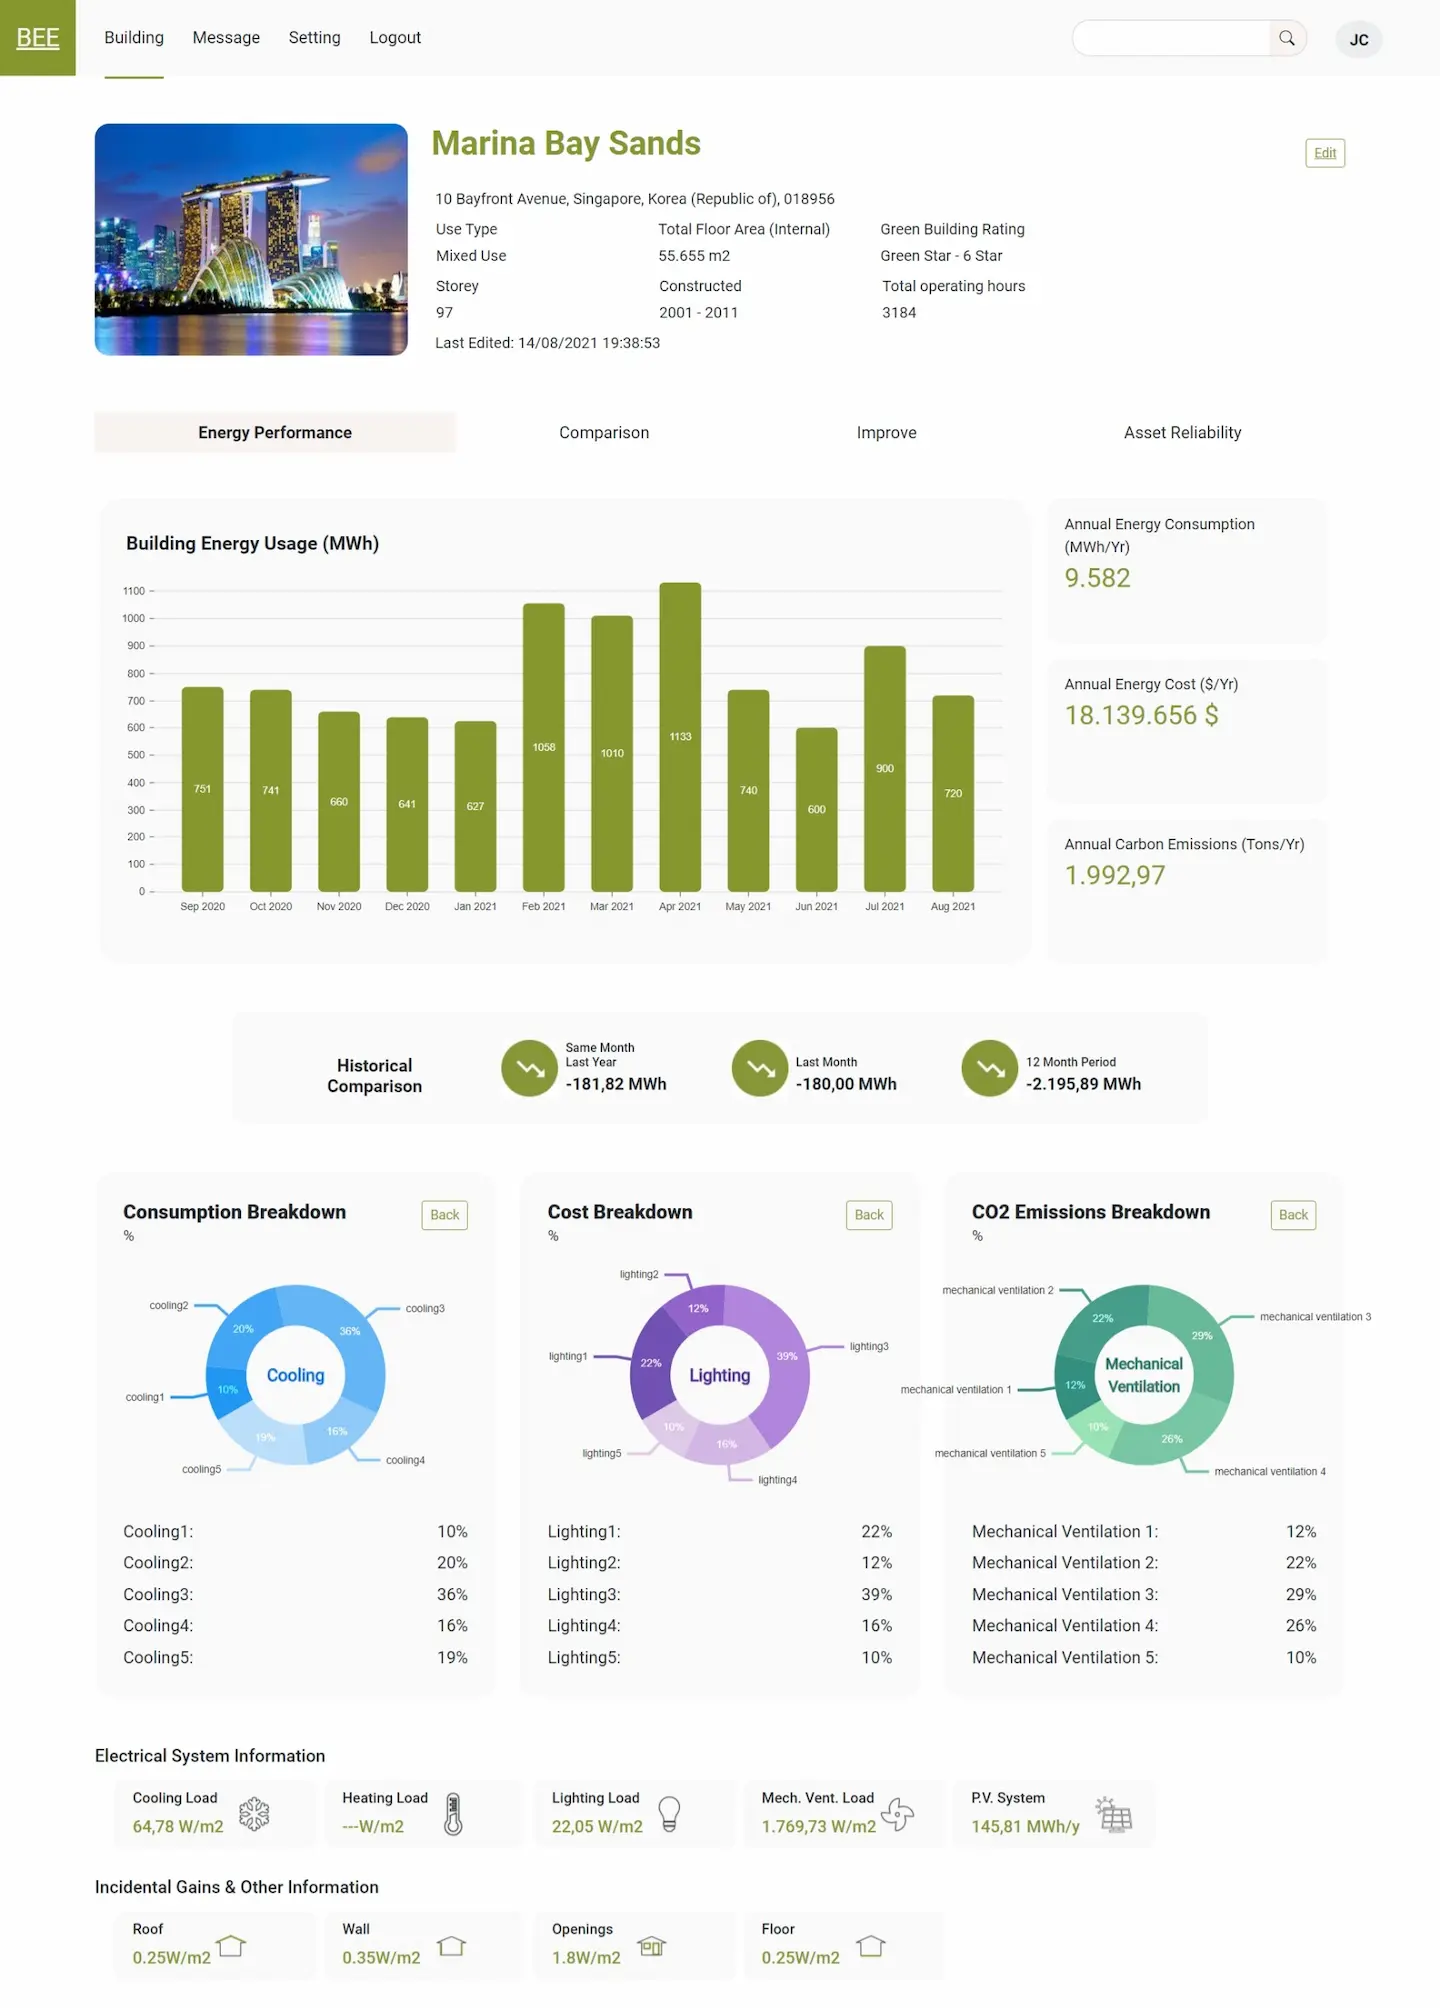 BEE
Building
Message
Setting
Logout
JC
Marina Bay Sands
Edit
10 Bayfront Avenue, Singapore, Korea (Republic of), 018956
Use Type
Total Floor Area (Internal)
Green Building Rating
Mixed Use
55.655 m2
Green Star - 6 Star
Storey
Constructed
Total operating hours
97
2001 - 2011
3184
Last Edited: 14/08/2021 19:38:53
Energy Performance
Comparison
Improve
Asset Reliability
Building Energy Usage (MWh)
1100
1000
900
800
700
600
500
400
300
200
100
0
751
741
660
641
627
1058
1010
1133
740
600
900
720
Sep 2020
Oct 2020
Nov 2020
Dec 2020
Jan 2021
Feb 2021
Mar 2021
Apr 2021
May 2021
Jun 2021
Jul 2021
Aug 2021
Annual Energy Consumption
(MWh/Yr)
9.582
Annual Energy Cost ($/Yr)
18.139.656 $
Annual Carbon Emissions (Tons/Yr)
1.992,97
Historical
Comparison
Same Month
Last Year
-181,82 MWh
Last Month
-180,00 MWh
12 Month Period
-2.195,89 MWh
Consumption Breakdown
Back
%
cooling2
cooling3
20%
36%
Cooling
10%
cooling1
19%
16%
cooling5
cooling4
Cooling1: 10%
Cooling2: 20%
Cooling3: 36%
Cooling4: 16%
Cooling5: 19%
Cost Breakdown
Back
%
lighting2
12%
lighting3
lighting1
22%
39%
Lighting
10%
16%
lighting5
lighting4
Lighting1: 22%
Lighting2: 12%
Lighting3: 39%
Lighting4: 16%
Lighting5: 10%
CO2 Emissions Breakdown
Back
%
mechanical ventilation 2
mechanical ventilation 3
22%
29%
Mechanical
Ventilation
mechanical ventilation 1
12%
10%
26%
mechanical ventilation 5
mechanical ventilation 4
Mechanical Ventilation 1: 12%
Mechanical Ventilation 2: 22%
Mechanical Ventilation 3: 29%
Mechanical Ventilation 4: 26%
Mechanical Ventilation 5: 10%
Electrical System Information
Cooling Load
64,78 W/m2
Heating Load
---W/m2
Lighting Load
22,05 W/m2
Mech. Vent. Load
1.769,73 W/m2
P.V. System
145,81 MWh/y
Incidental Gains & Other Information
Roof
0.25W/m2
Wall
0.35W/m2
Openings
1.8W/m2
Floor
0.25W/m2